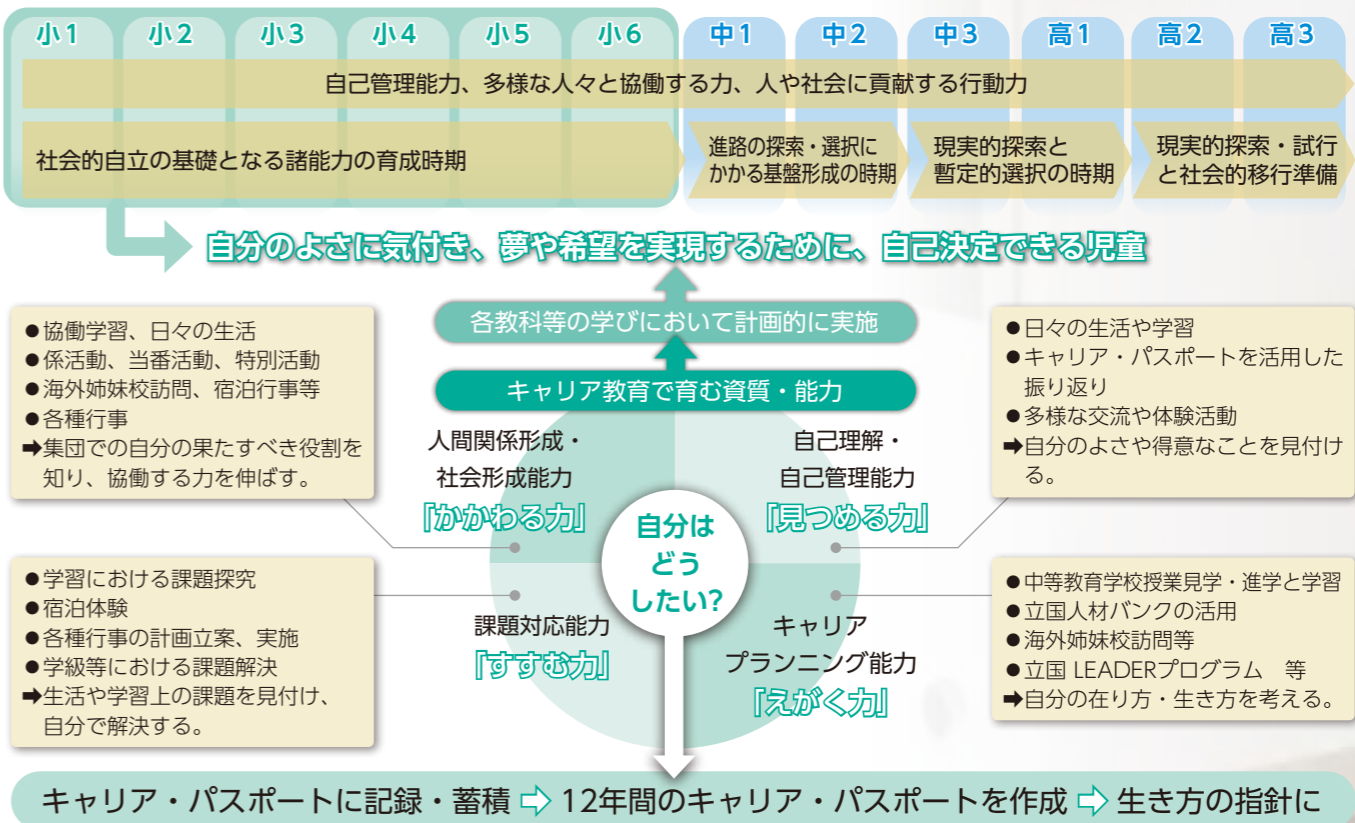 小1 小2 小3 小4 小5 小6 中1 中2 中3 高1 高2 高3
自己管理能力、多様な人々と協働する力、人や社会に貢献する行動力
社会的自立の基礎となる諸能力の育成時期
進路の探索・選択に
かかる基盤形成の時期
現実的探索と
暫定的選択の時期
現実的探索・試行
と社会的移行準備
自分のよさに気付き、夢や希望を実現するために、自己決定できる児童
各教科等の学びにおいて計画的に実施
キャリア教育で育む資質・能力
●協働学習、日々の生活
●係活動、当番活動、特別活動
●海外姉妹校訪問、宿泊行事等
●各種行事
➡集団での自分の果たすべき役割を
知り、協働する力を伸ばす。
人間関係形成・
社会形成能力
『かかわる力』
自己理解・
自己管理能力
『見つめる力』
●日々の生活や学習
●キャリア・パスポートを活用した
振り返り
●多様な交流や体験活動
➡自分のよさや得意なことを見付け
る。
自分は
どう
したい?
●学習における課題探究
●宿泊体験
●各種行事の計画立案、実施
●学級等における課題解決
➡生活や学習上の課題を見付け、
自分で解決する。
課題対応能力
『すすむ力』
キャリア
プランニング能力
『えがく力』
●中等教育学校授業見学・進学と学習
●立国人材バンクの活用
●海外姉妹校訪問等
●立国 LEADERプログラム 等
➡自分の在り方・生き方を考える。
キャリア・パスポートに記録・蓄積 ⇨ 12年間のキャリア・パスポートを作成 ⇨ 生き方の指針に